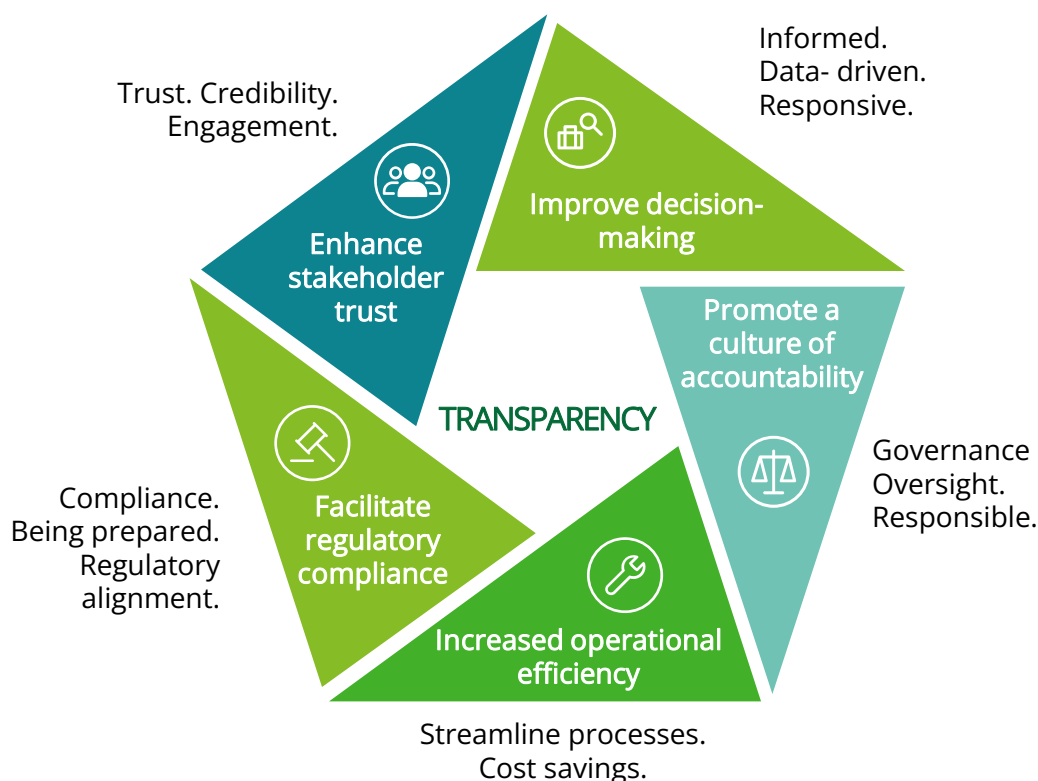 Trust. Credibility.
Engagement.
Informed.
Data- driven.
Responsive.
Enhance
stakeholder
trust
Improve decision-
making
Promote a
culture of
accountability
TRANSPARENCY
Governance
Oversight.
Responsible.
Compliance.
Being prepared.
Regulatory
alignment.
Facilitate
regulatory
compliance
Increased operational
efficiency
Streamline processes.
Cost savings.